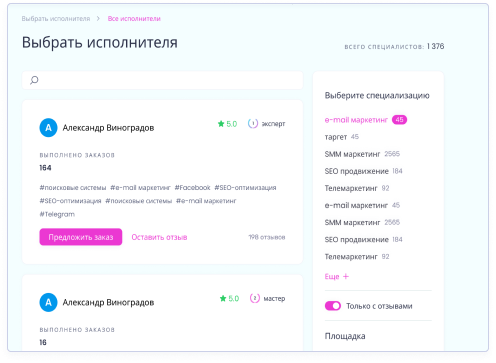 Выбрать исполнителя > Все исполнители
Выбрать исполнителя
ВСЕГО СПЕЦИАЛИСТОВ: 1 376
А Александр Виноградов
5.0
1 эксперт
ВЫПОЛНЕНО ЗАКАЗОВ
164
#поисковые системы #e-mail маркетинг #Facebook #SEO-оптимизация
#SEO-оптимизация #поисковые системы #e-mail маркетинг
#Telegram
Предложить заказ Оставить отзыв 198 отзывов
А Александр Виноградов
5.0
мастер
ВЫПОЛНЕНО ЗАКАЗОВ
16
Выберите специализацию
e-mail маркетинг 45
таргет 45
SMM маркетинг 2565
SEO продвижение 184
Телемаркетинг 92
e-mail маркетинг 45
SMM маркетинг 2565
SEO продвижение 184
Телемаркетинг 92
Еще +
Только с отзывами
Площадка